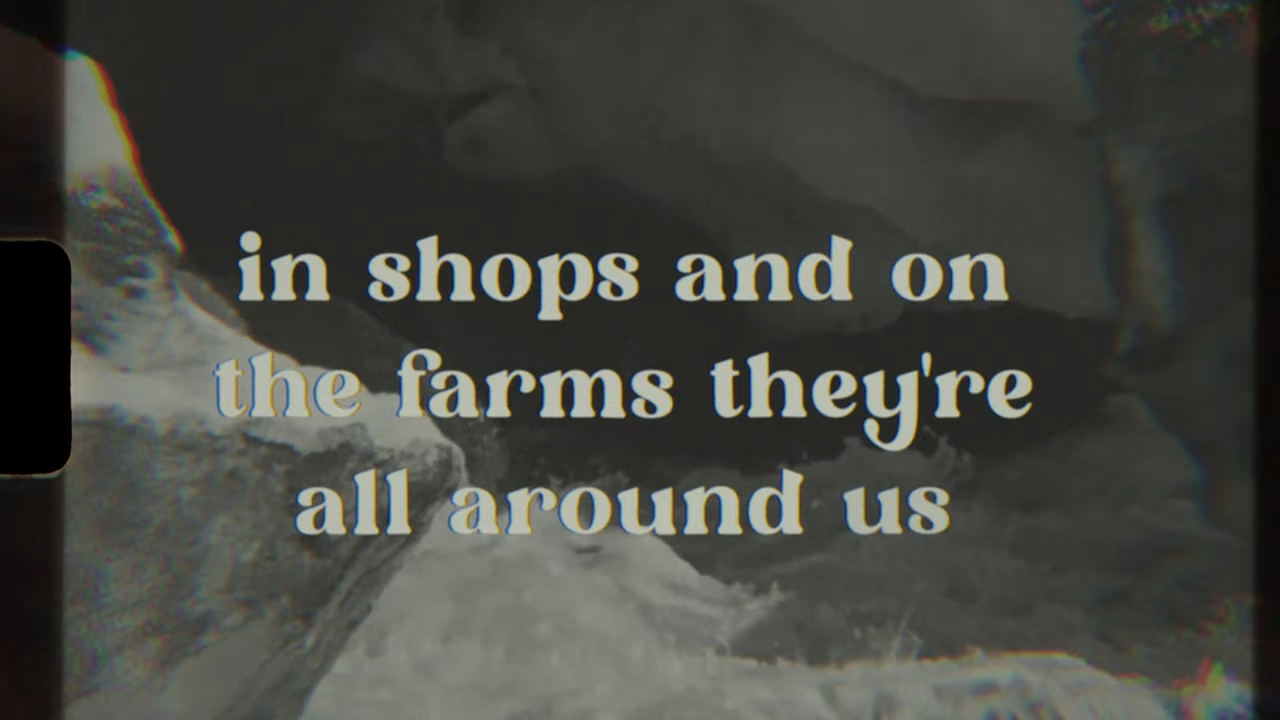 in shops and on
the farms they're
all around us